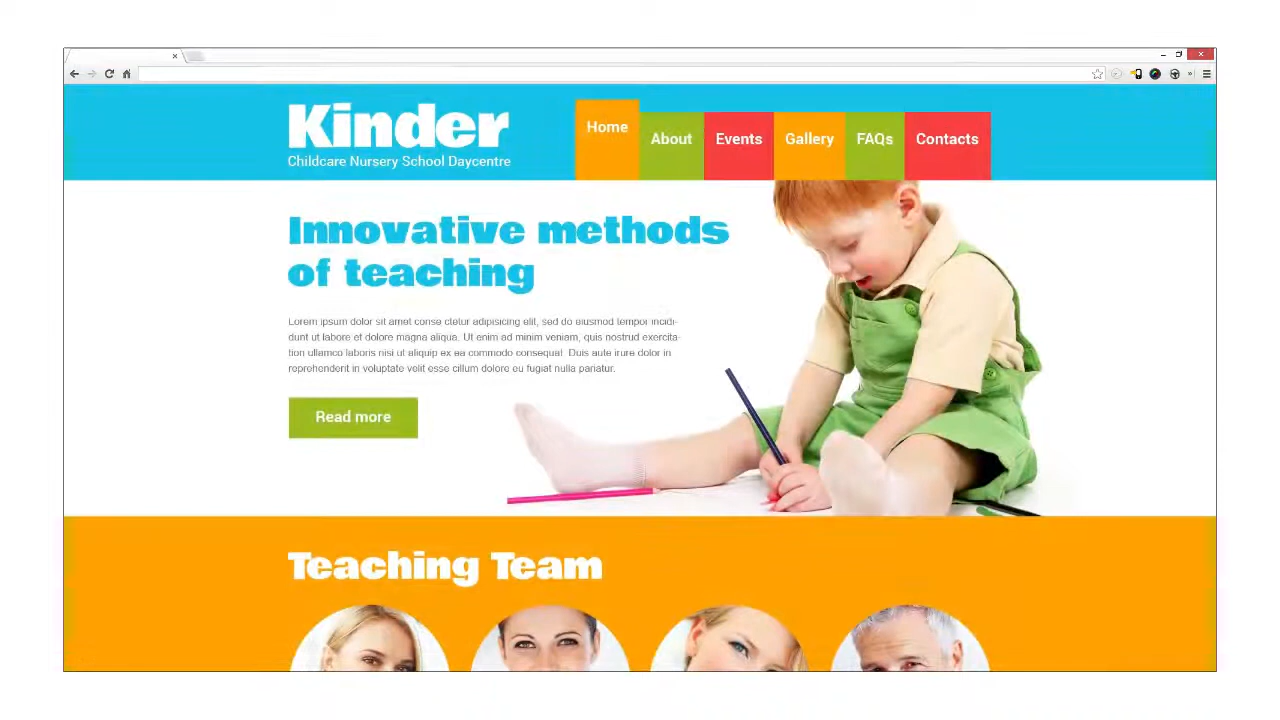 Kinder
Childcare Nursery School Daycentre
Home
About
Events
Gallery
FAQs
Contacts
Innovative methods
of teaching
Lorem ipsum dolor sit amet conse ctetur adipisicing elit, sed do eiusmod tempor incidi-
dunt ut labore et dolore magna aliqua. Ut enim ad minim veniam, quis nostrud exercita-
tion ullamco laboris nisi ut aliquip ex ea commodo consequat. Duis aute irure dolor in
reprehenderit in voluptate velit esse cillum dolore eu fugiat nulla pariatur.
Read more
Teaching Team